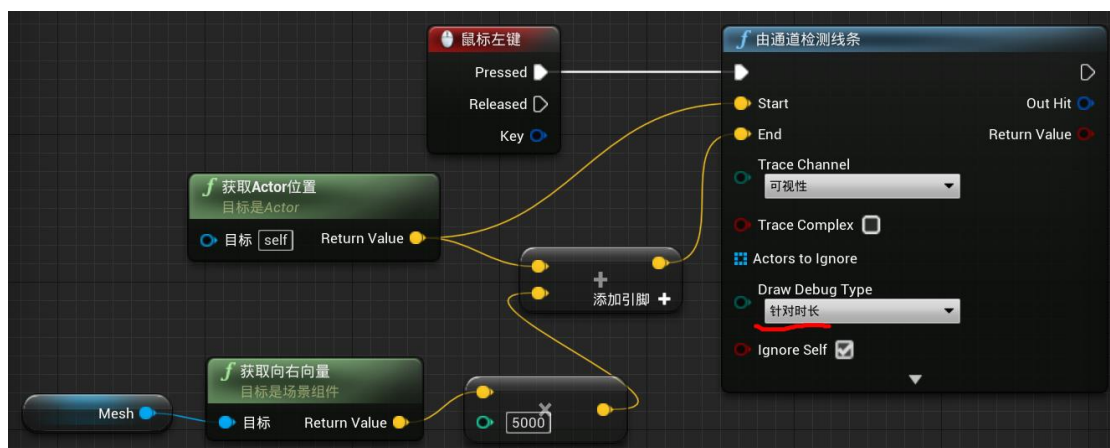 鼠标左键
Pressed
Released
Key
f 由通道检测线条
Start
Out Hit
End
Return Value
Trace Channel
可视性
Trace Complex
Actors to Ignore
Draw Debug Type
针对时长
Ignore Self
f 获取Actor位置
目标是Actor
目标 self Return Value
添加引脚
f 获取向右向量
目标是场景组件
目标 Return Value
Mesh
5000